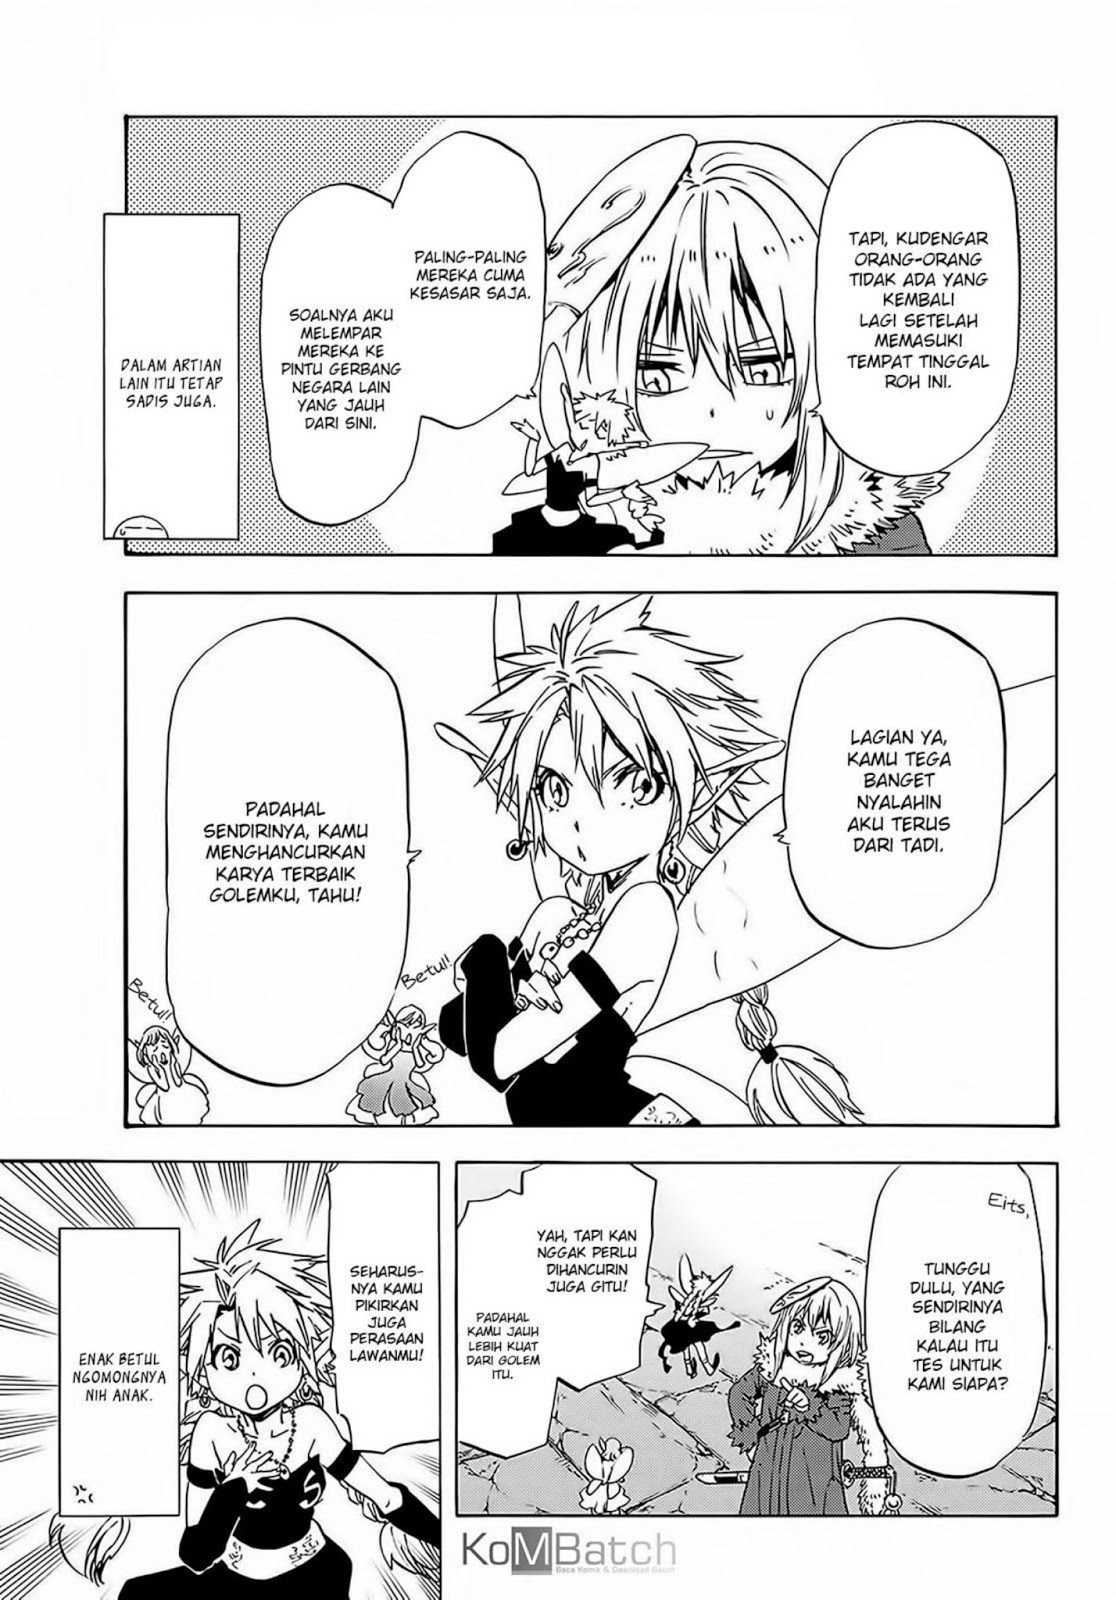 TAPI, KUDENGAR
ORANG-ORANG
TIDAK ADA YANG
KEMBALI
LAGI SETELAH
MEMASUKI
TEMPAT TINGGAL
ROH INI.
PALING-PALING
MEREKA CUMA
KESASAR SAJA.
SOALNYA AKU
MELEMPAR
MEREKA KE
PINTU GERBANG
NEGARA LAIN
YANG JAUH
DARI SINI.
DALAM ARTIAN
LAIN ITU TETAP
SADIS JUGA.
LAGIAN YA,
KAMU TEGA
BANGET
NYALAHIN
AKU TERUS
DARI TADI.
PADAHAL
SENDIRINYA, KAMU
MENGHANCURKAN
KARYA TERBAIK
GOLEMKU, TAHU!
Betul!
Betul!
Eits,
TUNGGU
DULU, YANG
SENDIRINYA
BILANG
KALAU ITU
TES UNTUK
KAMI SIAPA?
YAH, TAPI KAN
NGGAK PERLU
DIHANCURIN
JUGA GITU!
PADAHAL
KAMU JAUH
LEBIH KUAT
DARI GOLEM
ITU.
SEHARUS-
NYA KAMU
PIKIRKAN
JUGA
PERASAAN
LAWANMU!
ENAK BETUL
NGOMONGNYA
NIH ANAK.
KoMBatch
Baca Komik & Download Batch